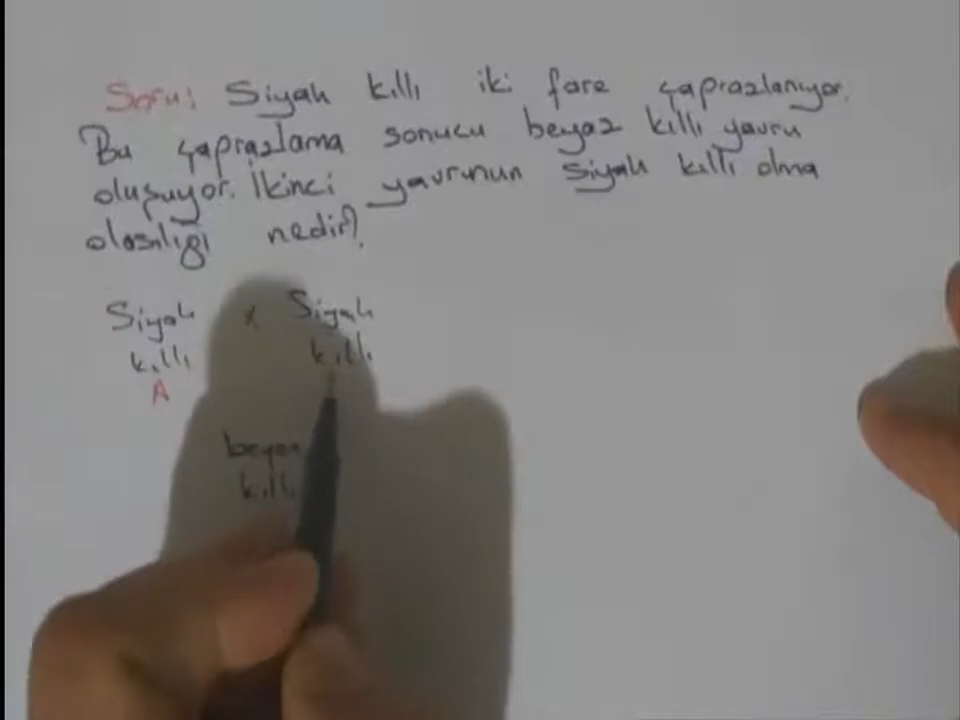 Soru: Siyah kıllı iki fare çaprazlanıyor.
Bu çaprazlama sonucu beyaz kıllı yavru
oluşuyor. İkinci yavrunun siyah kıllı olma
olasılığı nedir?
Siyah x Siyah
kıllı kıllı
A
beyaz
kıllı